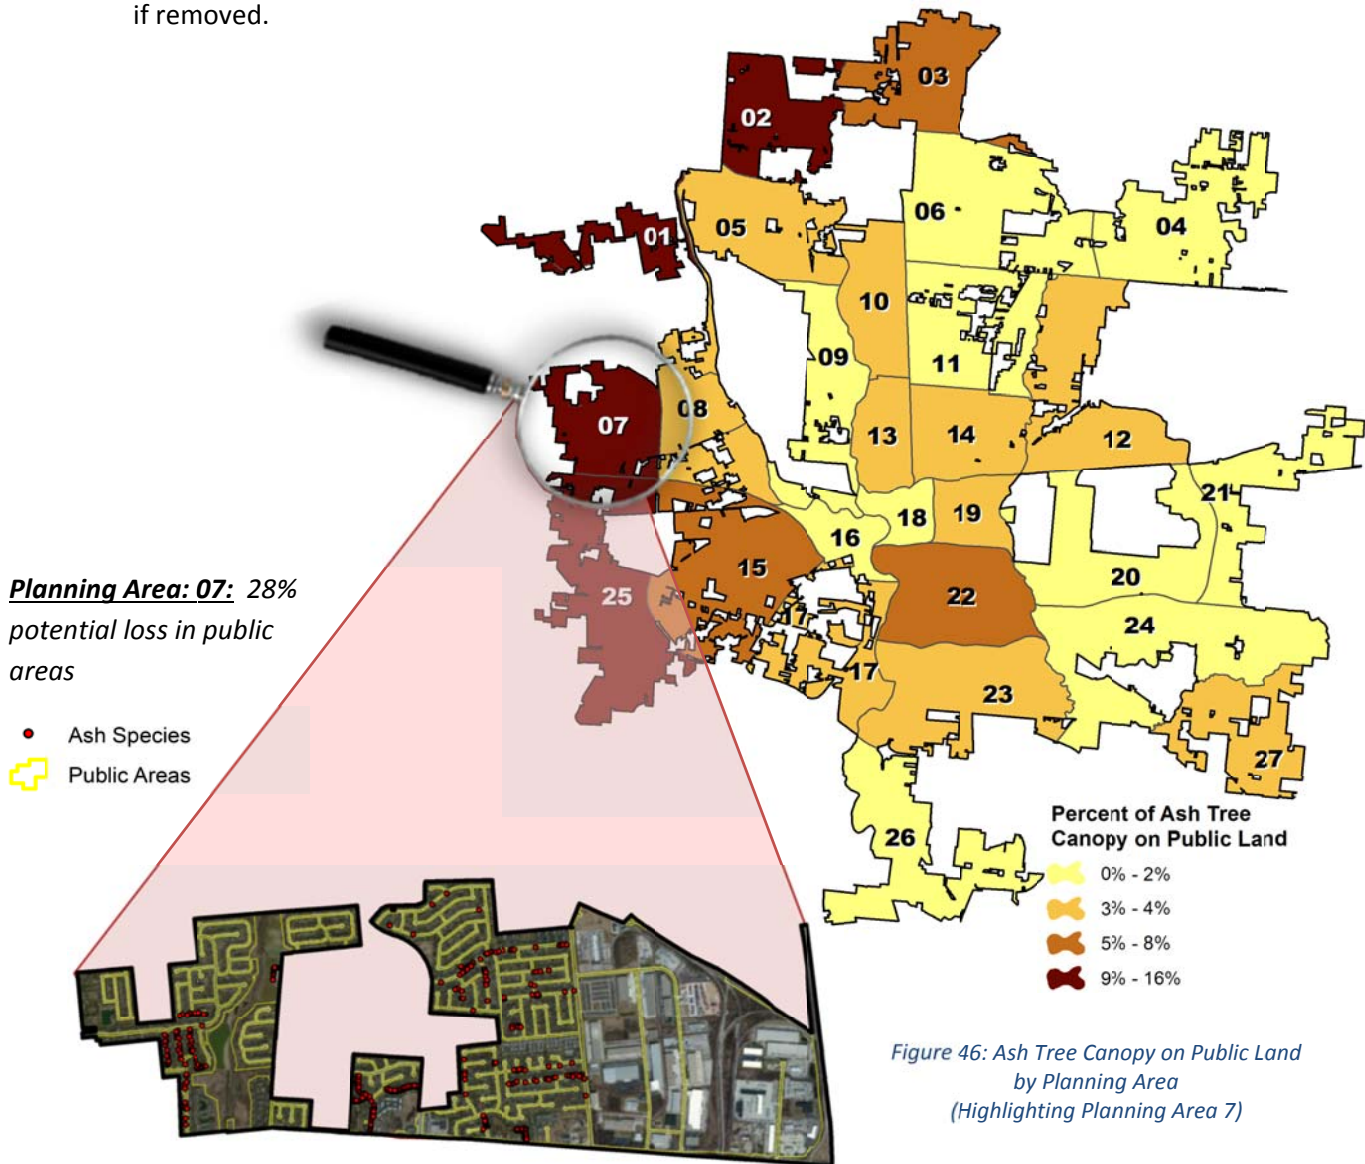 if removed.
03
02
06
04
05
01
10
09
11
07
08
13
14
12
21
18
19
16
15
20
25
22
24
17
17
23
27
26
Planning Area: 07: 28%
potential loss in public
areas
Ash Species
Public Areas
Percent of Ash Tree
Canopy on Public Land
0% - 2%
3% - 4%
5% - 8%
9% - 16%
Figure 46: Ash Tree Canopy on Public Land
by Planning Area
(Highlighting Planning Area 7)